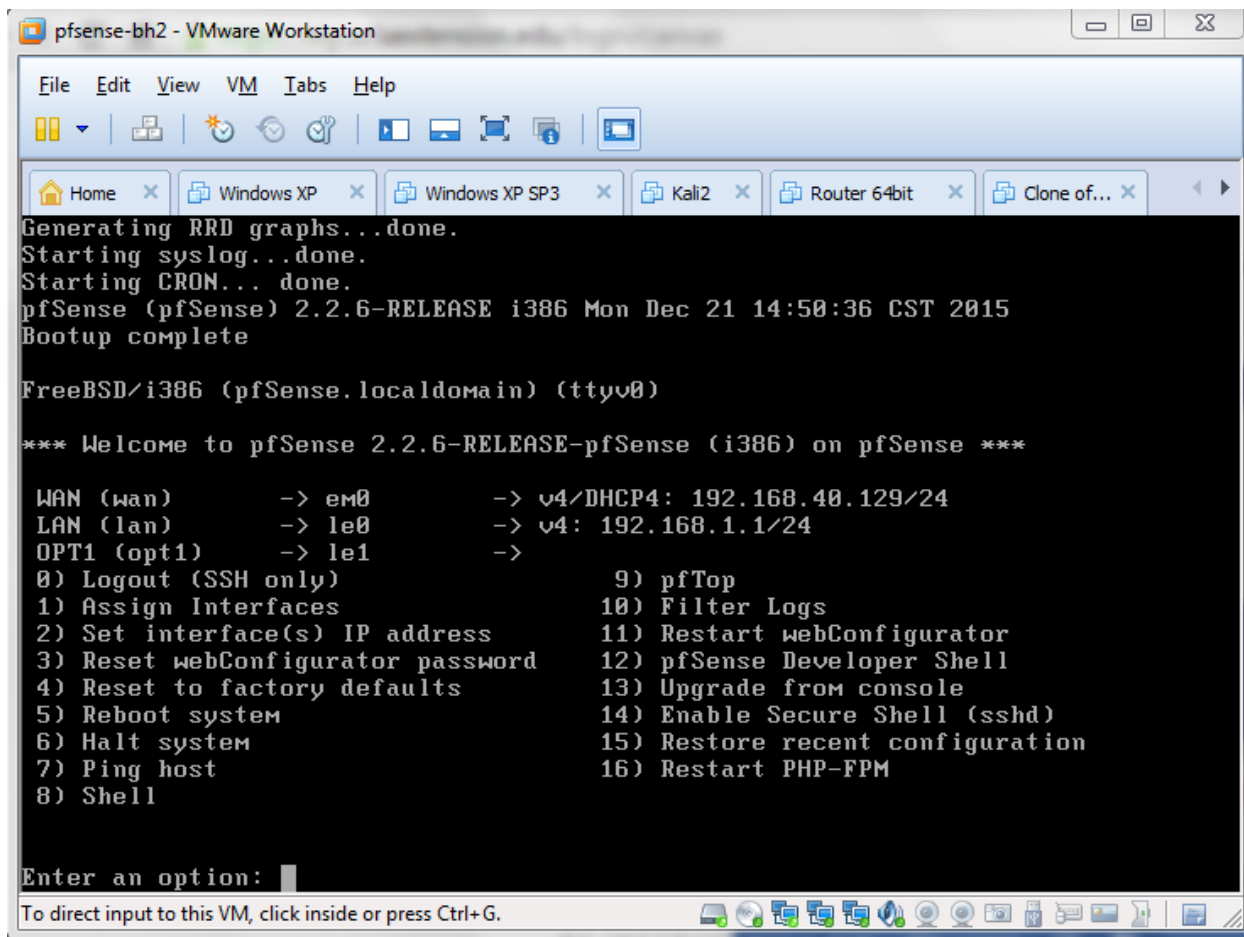 pfsense-bh2 - VMware Workstation
File Edit View VM Tabs Help
Home Windows XP Windows XP SP3 Kali2 Router 64bit Clone of...
Generating RRD graphs...done.
Starting syslog...done.
Starting CRON... done.
pfSense (pfSense) 2.2.6-RELEASE i386 Mon Dec 21 14:50:36 CST 2015
Bootup complete
FreeBSD/i386 (pfSense.localdomain) (ttyv0)
*** Welcome to pfSense 2.2.6-RELEASE-pfSense (i386) on pfSense ***
WAN (wan) -> em0 -> v4/DHCP4: 192.168.40.129/24
LAN (lan) -> le0 -> v4: 192.168.1.1/24
OPT1 (opt1) -> le1 ->
0) Logout (SSH only) 9) pfTop
1) Assign Interfaces 10) Filter Logs
2) Set interface(s) IP address 11) Restart webConfigurator
3) Reset webConfigurator password 12) pfSense Developer Shell
4) Reset to factory defaults 13) Upgrade from console
5) Reboot system 14) Enable Secure Shell (sshd)
6) Halt system 15) Restore recent configuration
7) Ping host 16) Restart PHP-FPM
8) Shell
Enter an option:
To direct input to this VM, click inside or press Ctrl+G.